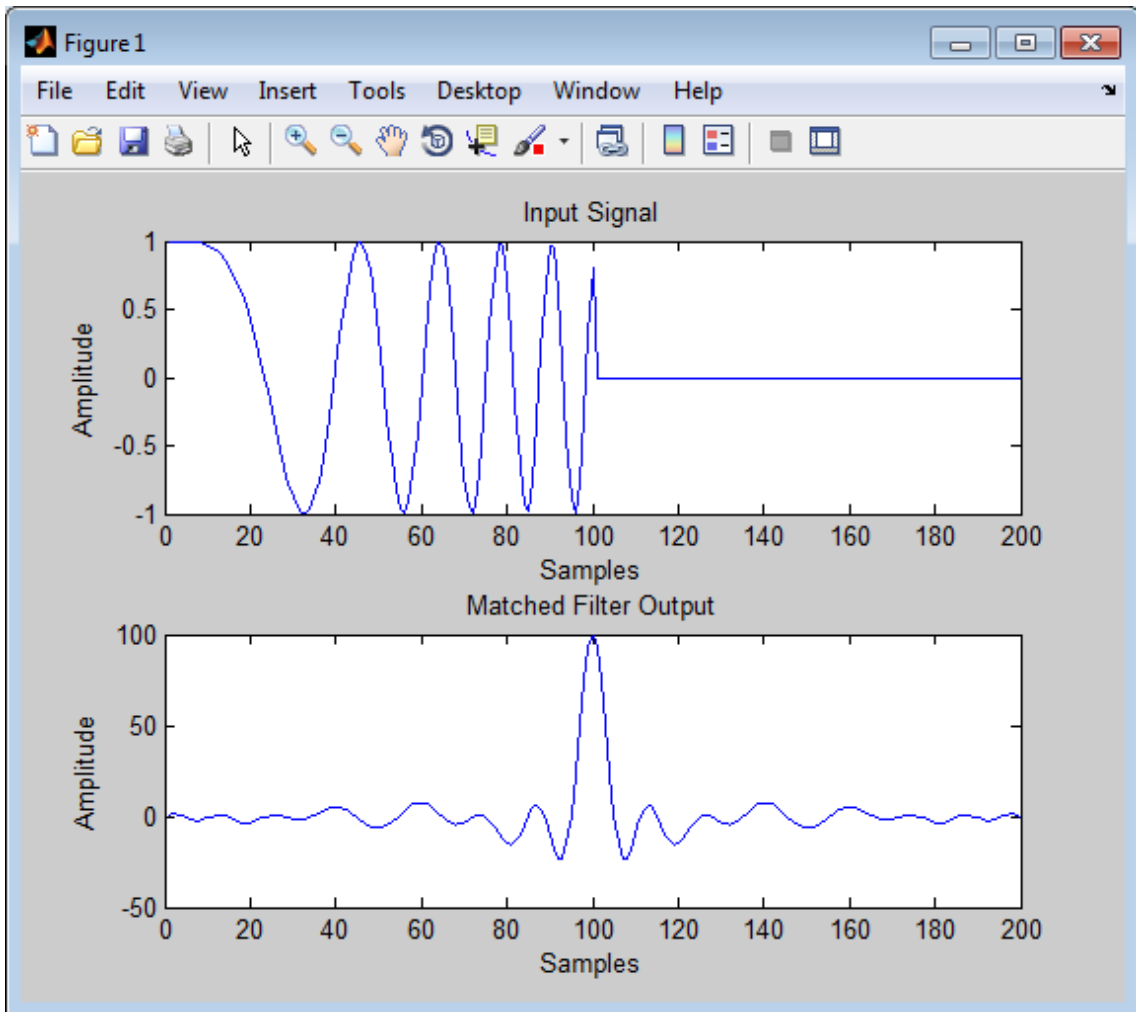 Figure 1
File Edit View Insert Tools Desktop Window Help
Input Signal
1
0.5
0
-0.5
-1
Amplitude
0 20 40 60 80 100 120 140 160 180 200
Samples
Matched Filter Output
100
50
0
-50
Amplitude
0 20 40 60 80 100 120 140 160 180 200
Samples